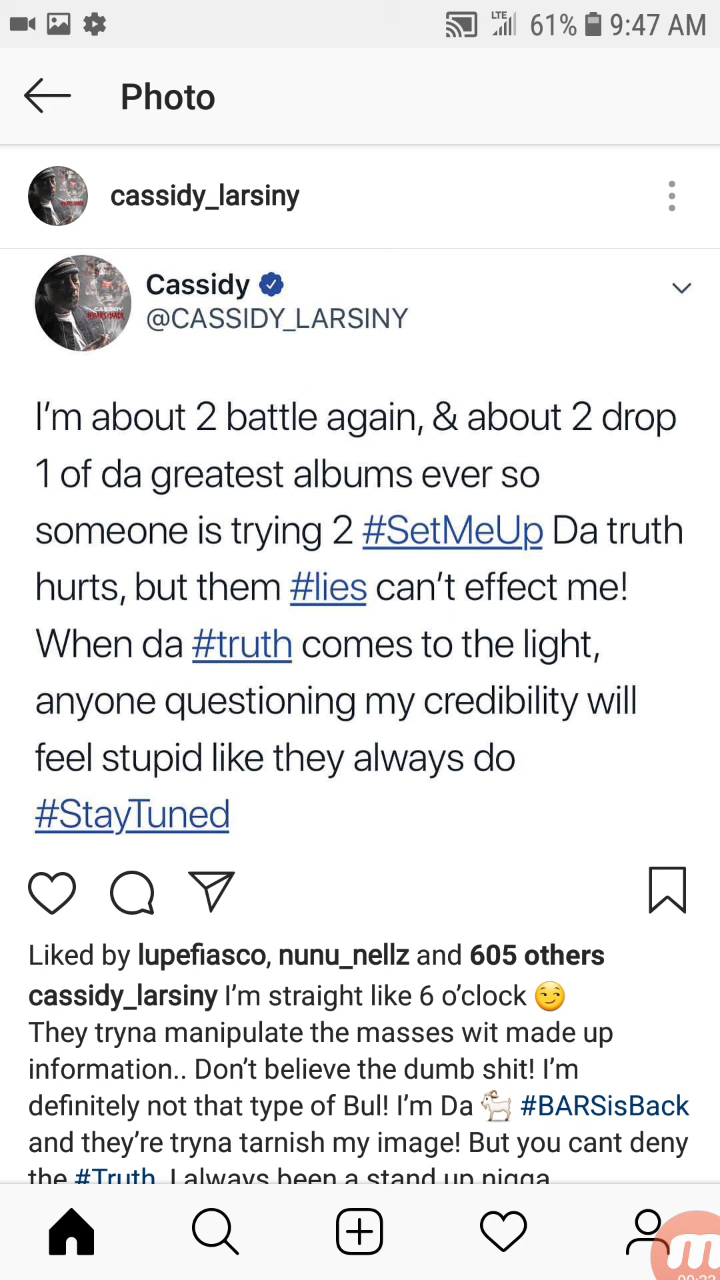 LTE 61% 9:47 AM
Photo
cassidy_larsiny
Cassidy
@CASSIDY_LARSINY
I'm about 2 battle again, & about 2 drop
1 of da greatest albums ever so
someone is trying 2 #SetMeUp Da truth
hurts, but them #lies can't effect me!
When da #truth comes to the light,
anyone questioning my credibility will
feel stupid like they always do
#StayTuned
Liked by lupefiasco, nunu_nellz and 605 others
cassidy_larsiny I'm straight like 6 o'clock 😏
They tryna manipulate the masses wit made up
information.. Don't believe the dumb shit! I'm
definitely not that type of Bul! I'm Da 🐐 #BARSisBack
and they're tryna tarnish my image! But you cant deny
the #Truth. I always been a stand up nigga